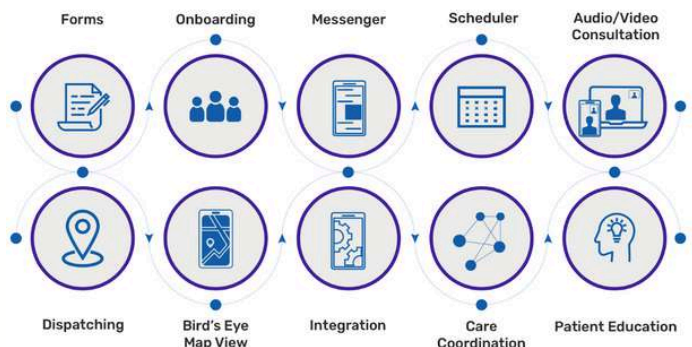 Forms
Onboarding
Messenger
Scheduler
Audio/Video
Consultation
Dispatching
Bird's Eye
Map View
Integration
Care
Coordination
Patient Education